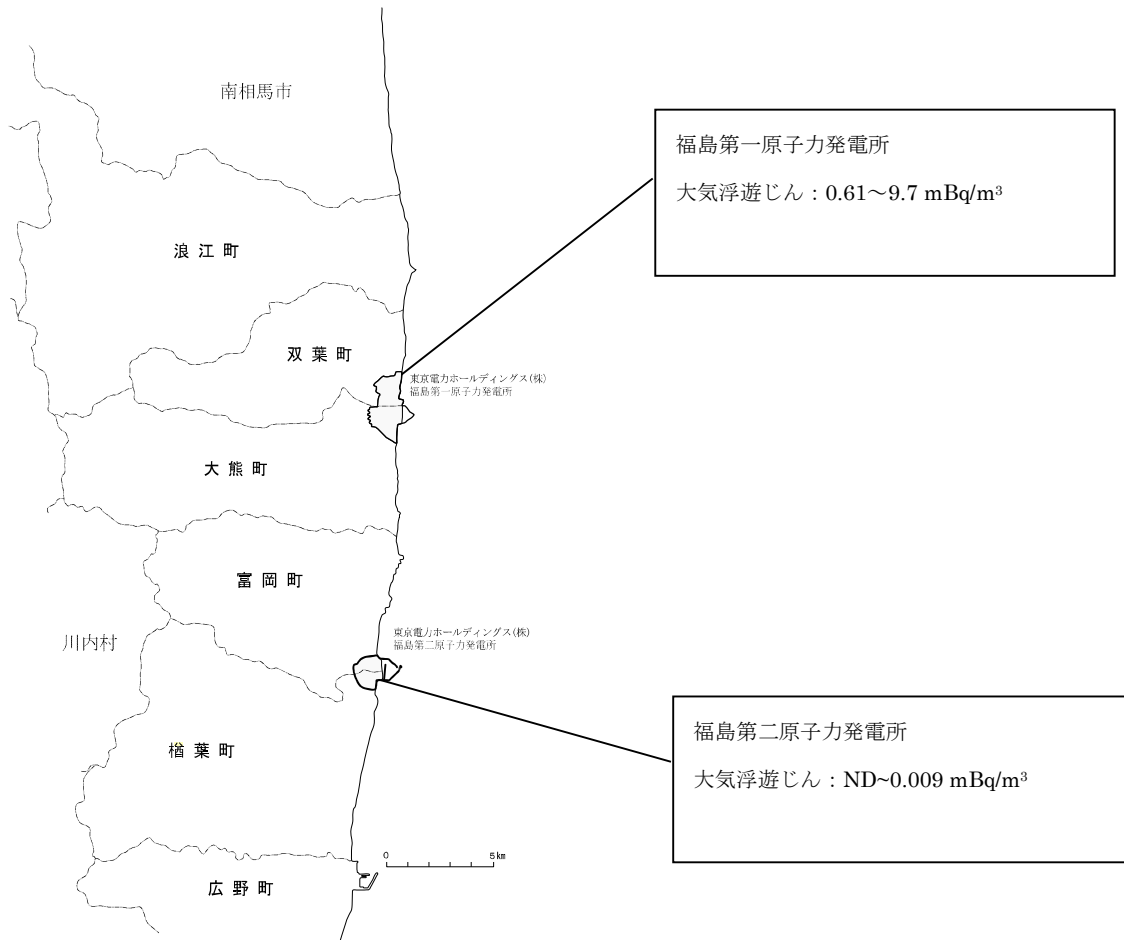 南相馬市
福島第一原子力発電所
大気浮遊じん：0.61～9.7 mBq/m³
浪江町
双葉町
東京電力ホールディングス(株)
福島第一原子力発電所
大熊町
富岡町
東京電力ホールディングス(株)
福島第二原子力発電所
川内村
福島第二原子力発電所
大気浮遊じん：ND~0.009 mBq/m³
楢葉町
0 5km
広野町